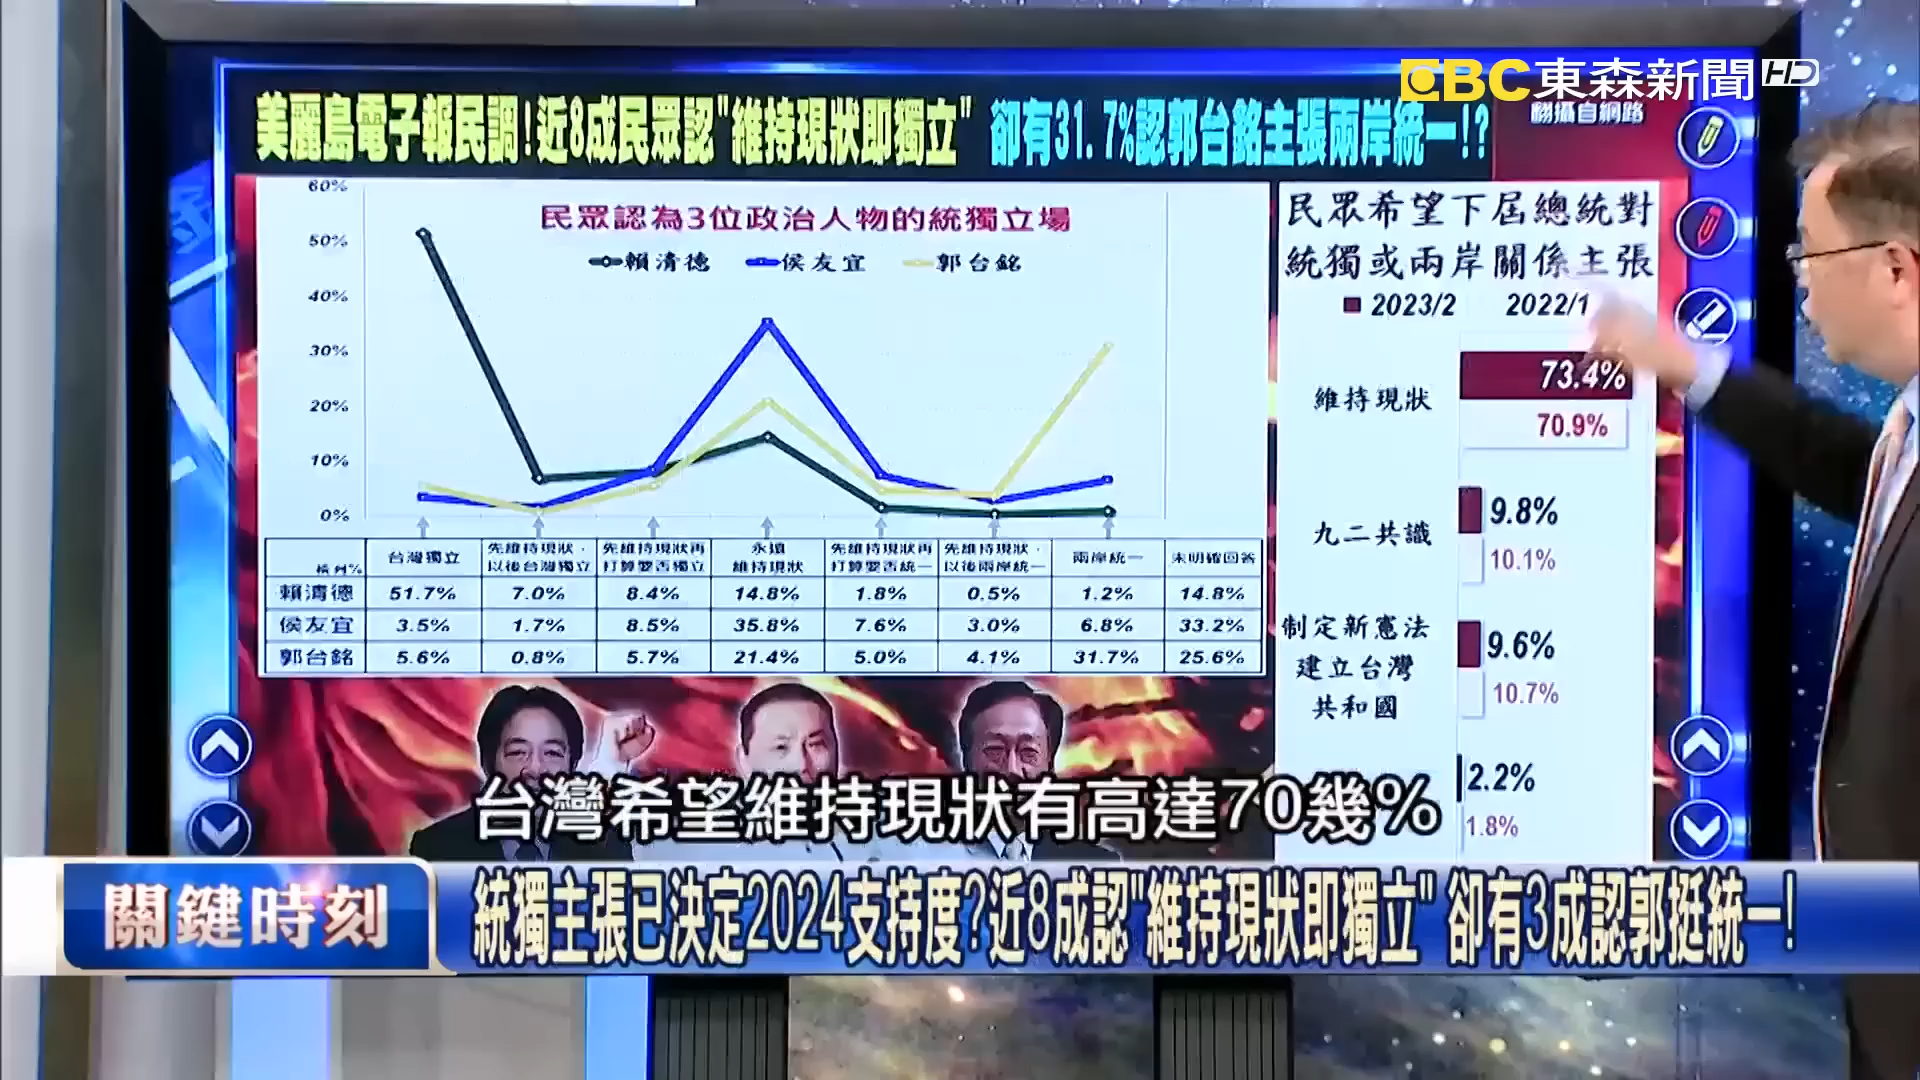 EBC東森新聞HD
翻攝自網路
美麗島電子報民調!近8成民眾認"維持現狀即獨立" 卻有31.7%認郭台銘主張兩岸統一!?
民眾認為3位政治人物的統獨立場
賴清德 侯友宜 郭台銘
60%
50%
40%
30%
20%
10%
0%
橫列% 台灣獨立 先維持現狀，以後台灣獨立 先維持現狀再打算要否獨立 永遠維持現狀 先維持現狀再打算要否統一 先維持現狀，以後兩岸統一 兩岸統一 未明確回答
賴清德 51.7% 7.0% 8.4% 14.8% 1.8% 0.5% 1.2% 14.8%
侯友宜 3.5% 1.7% 8.5% 35.8% 7.6% 3.0% 6.8% 33.2%
郭台銘 5.6% 0.8% 5.7% 21.4% 5.0% 4.1% 31.7% 25.6%
民眾希望下屆總統對
統獨或兩岸關係主張
2023/2 2022/1
維持現狀 73.4%
70.9%
九二共識 9.8%
10.1%
制定新憲法
建立台灣
共和國
9.6%
10.7%
2.2%
1.8%
台灣希望維持現狀有高達70幾%
關鍵時刻
統獨主張已決定2024支持度?近8成認"維持現狀即獨立" 卻有3成認郭挺統一!